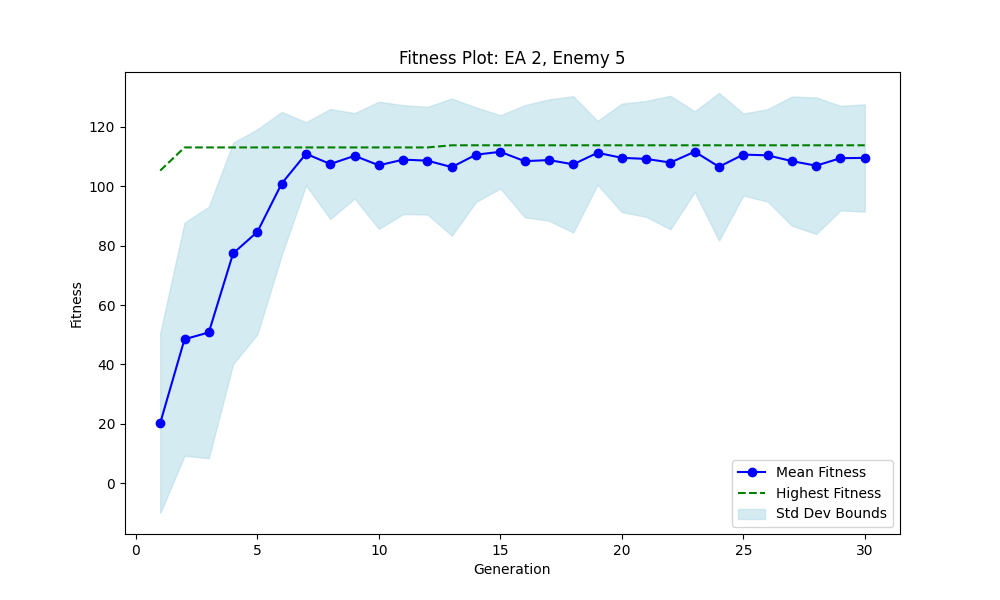 Fitness Plot: EA 2, Enemy 5
Fitness
120
100
80
60
40
20
0
0 5 10 15 20 25 30
Generation
Mean Fitness
Highest Fitness
Std Dev Bounds